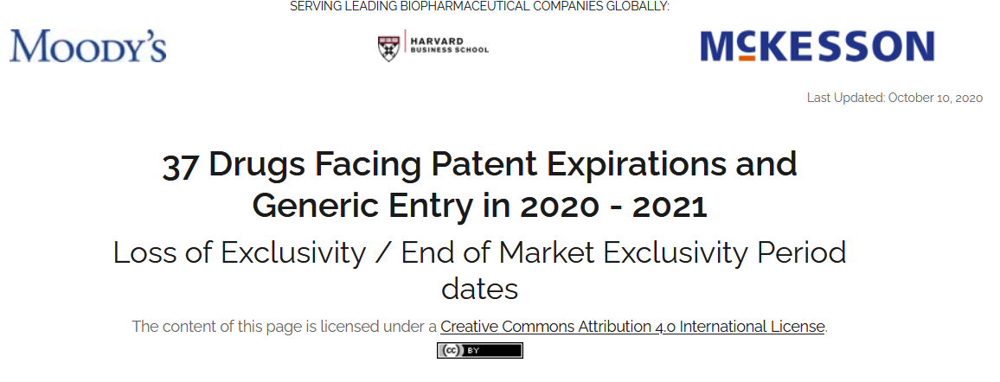 SERVING LEADING BIOPHARMACEUTICAL COMPANIES GLOBALLY:
MOODY'S
HARVARD
BUSINESS SCHOOL
MCKESSON
Last Updated: October 10, 2020
37 Drugs Facing Patent Expirations and
Generic Entry in 2020 - 2021
Loss of Exclusivity / End of Market Exclusivity Period
dates
The content of this page is licensed under a Creative Commons Attribution 4.0 International License.
cc BY